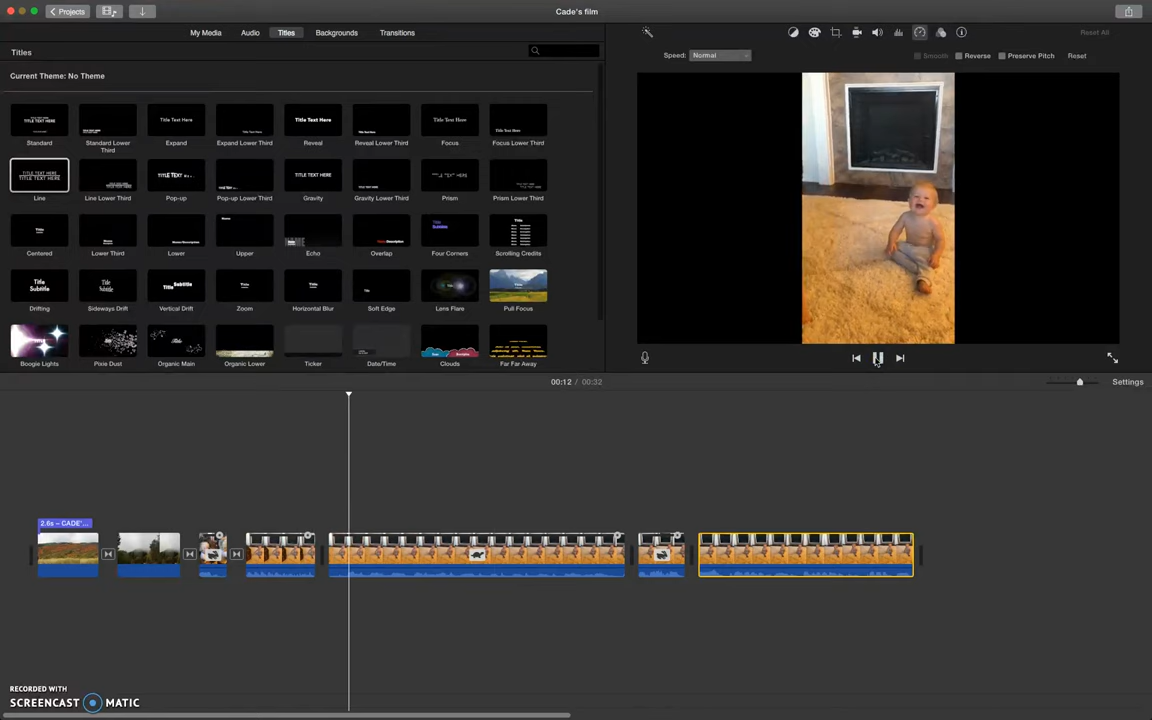 Projects
Cade's film
My Media
Audio
Titles
Backgrounds
Transitions
Reset All
Titles
Speed:
Normal
Smooth
Reverse
Preserve Pitch
Reset
Current Theme: No Theme
Standard
Standard Lower Third
Expand
Expand Lower Third
Reveal
Reveal Lower Third
Focus
Focus Lower Third
Line
Line Lower Third
Pop-up
Pop-up Lower Third
Gravity
Gravity Lower Third
Prism
Prism Lower Third
Centered
Lower Third
Lower
Upper
Echo
Overlap
Four Corners
Scrolling Credits
Drifting
Sideways Drift
Vertical Drift
Zoom
Horizontal Blur
Soft Edge
Lens Flare
Pull Focus
Boogie Lights
Pixie Dust
Organic Main
Organic Lower
Ticker
Date/Time
Clouds
Far Far Away
00:12 / 00:32
Settings
2.6s – CADE'...
RECORDED WITH
SCREENCAST MATIC